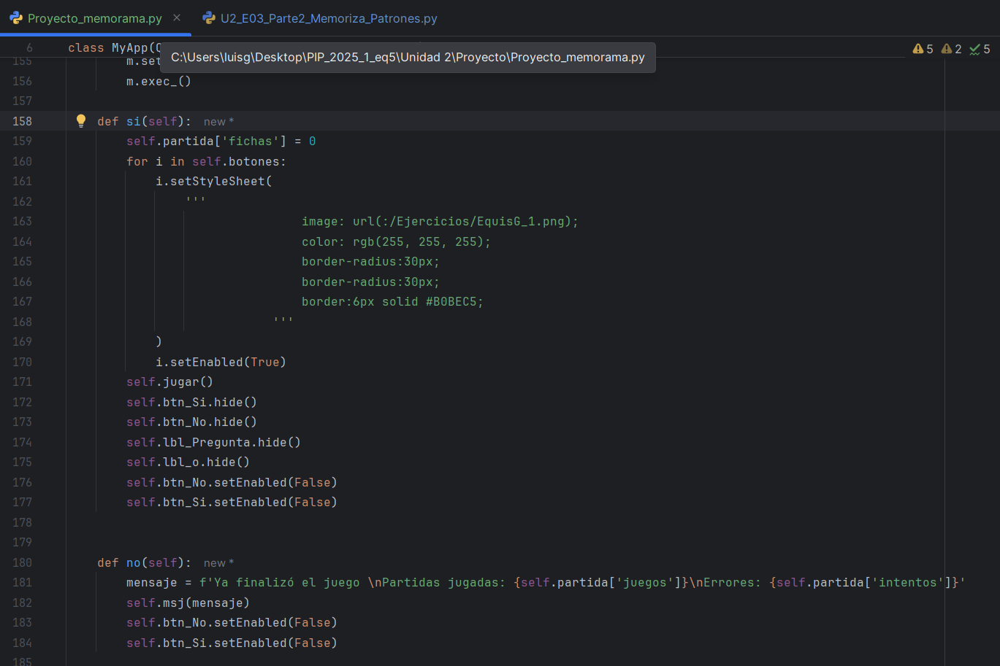 Proyecto_memorama.py × U2_E03_Parte2_Memoriza_Patrones.py
6 class MyApp(Q
C:\Users\luisg\Desktop\PIP_2025_1_eq5\Unidad 2\Proyecto\Proyecto_memorama.py
5 2 5
155 m.set
156 m.exec_()
157
158 def si(self): new *
159 self.partida['fichas'] = 0
160 for i in self.botones:
161 i.setStyleSheet(
162 '''
163 image: url(:/Ejercicios/EquisG_1.png);
164 color: rgb(255, 255, 255);
165 border-radius:30px;
166 border-radius:30px;
167 border:6px solid #B0BEC5;
168 '''
169 )
170 i.setEnabled(True)
171 self.jugar()
172 self.btn_Si.hide()
173 self.btn_No.hide()
174 self.lbl_Pregunta.hide()
175 self.lbl_o.hide()
176 self.btn_No.setEnabled(False)
177 self.btn_Si.setEnabled(False)
178
179
180 def no(self): new *
181 mensaje = f'Ya finalizó el juego \nPartidas jugadas: {self.partida['juegos']}\nErrores: {self.partida['intentos']}'
182 self.msj(mensaje)
183 self.btn_No.setEnabled(False)
184 self.btn_Si.setEnabled(False)
185